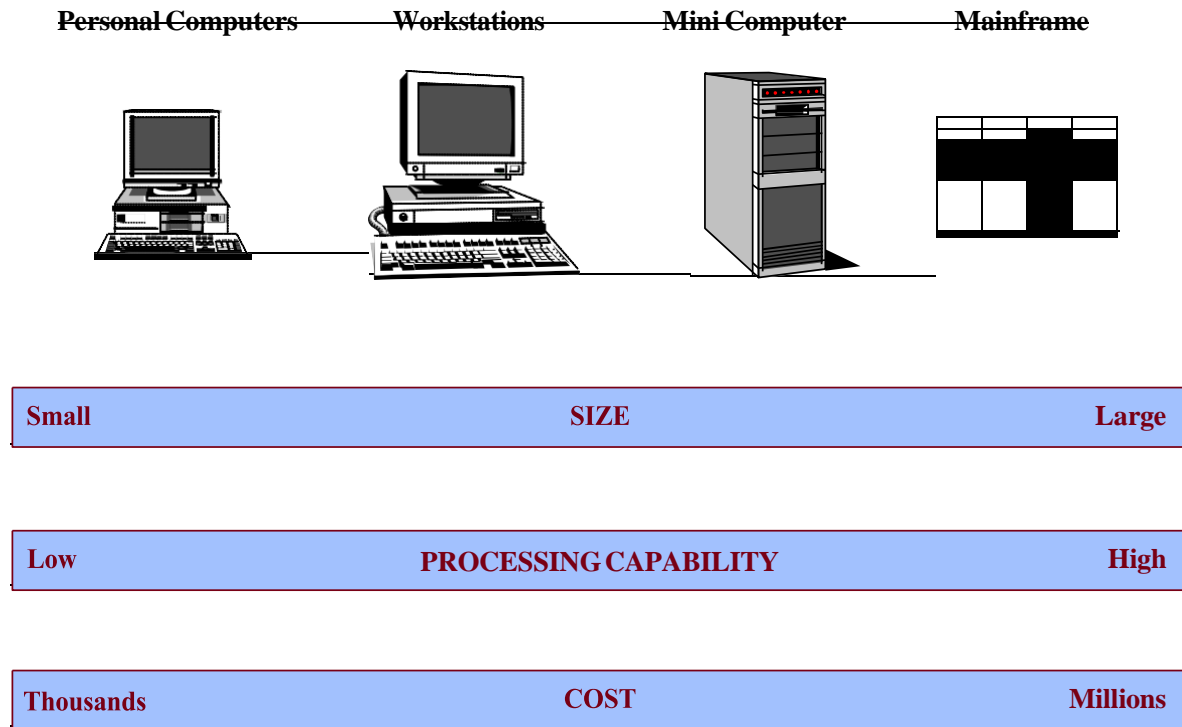 Personal Computers Workstations Mini Computer Mainframe
Small SIZE Large
Low PROCESSING CAPABILITY High
Thousands COST Millions